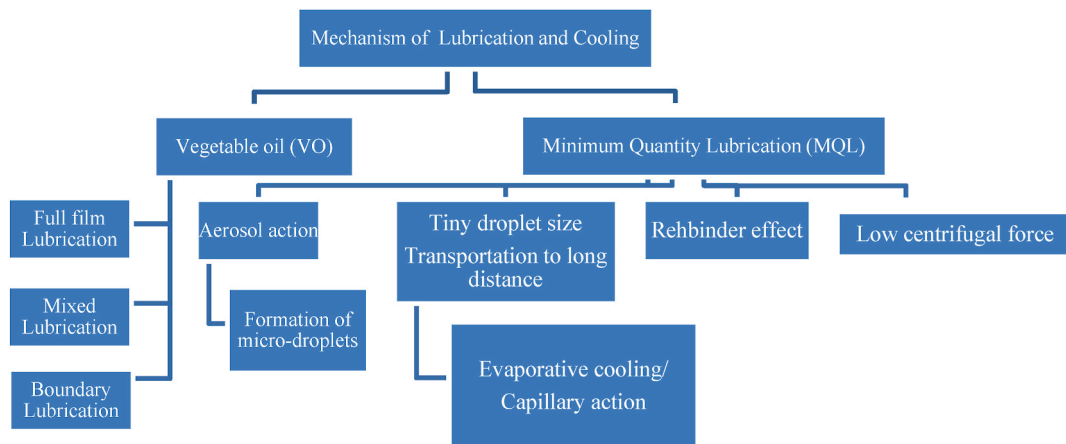 Mechanism of Lubrication and Cooling
Vegetable oil (VO)
Minimum Quantity Lubrication (MQL)
Full film
Lubrication
Mixed
Lubrication
Boundary
Lubrication
Aerosol action
Formation of
micro-droplets
Tiny droplet size
Transportation to long
distance
Evaporative cooling/
Capillary action
Rehbinder effect
Low centrifugal force